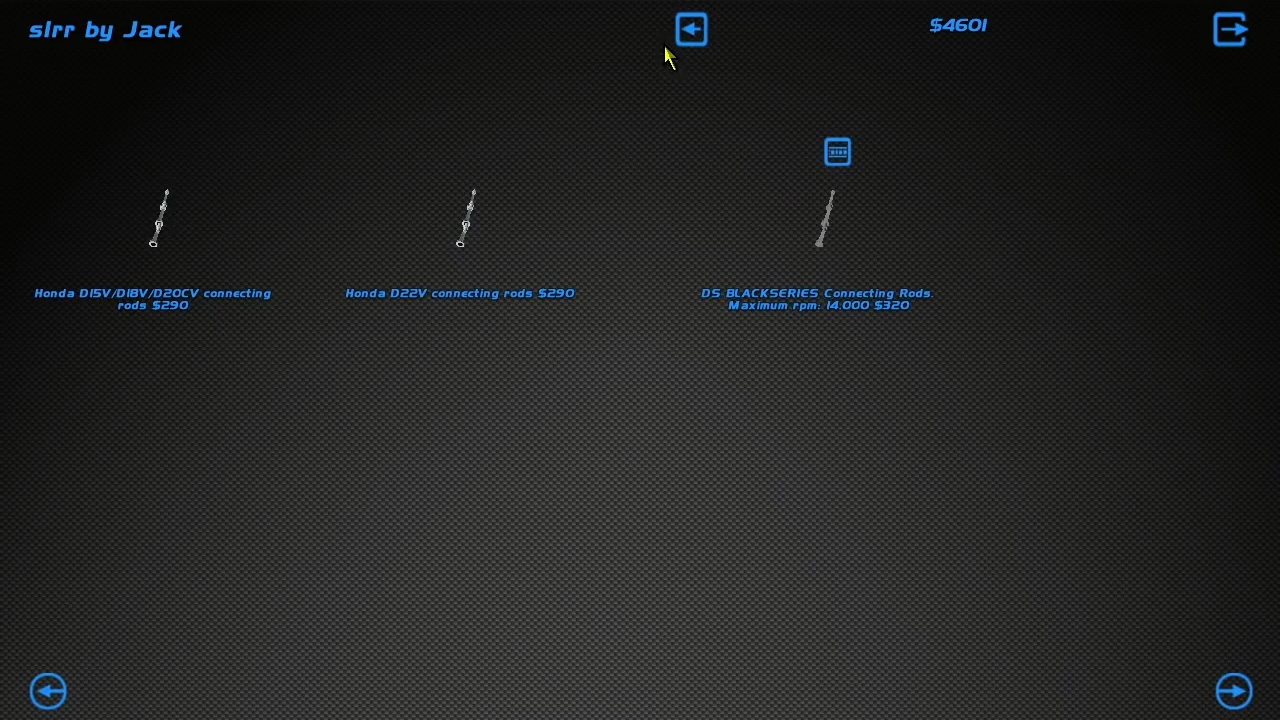 slrr by Jack
$4601
Honda D15V/D18V/D20CV connecting
rods $290
Honda D22V connecting rods $290
DS BLACKSERIES Connecting Rods.
Maximum rpm: 14.000 $320